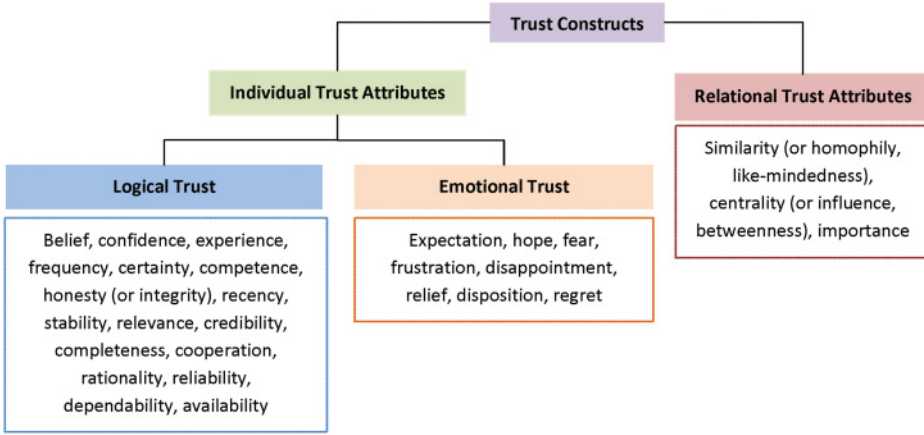 Trust Constructs
Individual Trust Attributes
Relational Trust Attributes
Similarity (or homophily,
like-mindedness),
centrality (or influence,
betweenness), importance
Logical Trust
Emotional Trust
Belief, confidence, experience,
frequency, certainty, competence,
honesty (or integrity), recency,
stability, relevance, credibility,
completeness, cooperation,
rationality, reliability,
dependability, availability
Expectation, hope, fear,
frustration, disappointment,
relief, disposition, regret